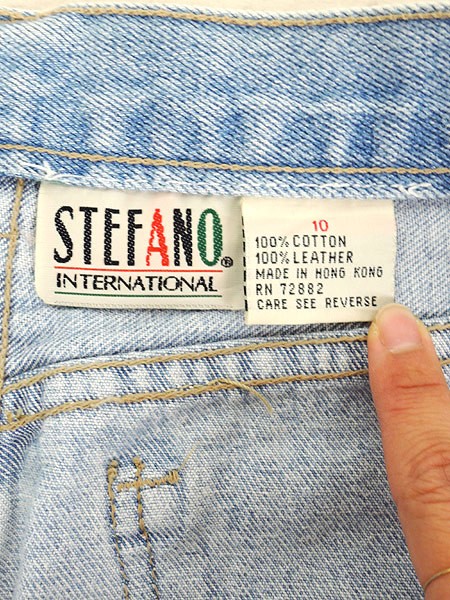 STEFANO®
INTERNATIONAL
10
100% COTTON
100% LEATHER
MADE IN HONG KONG
RN 72882
CARE SEE REVERSE